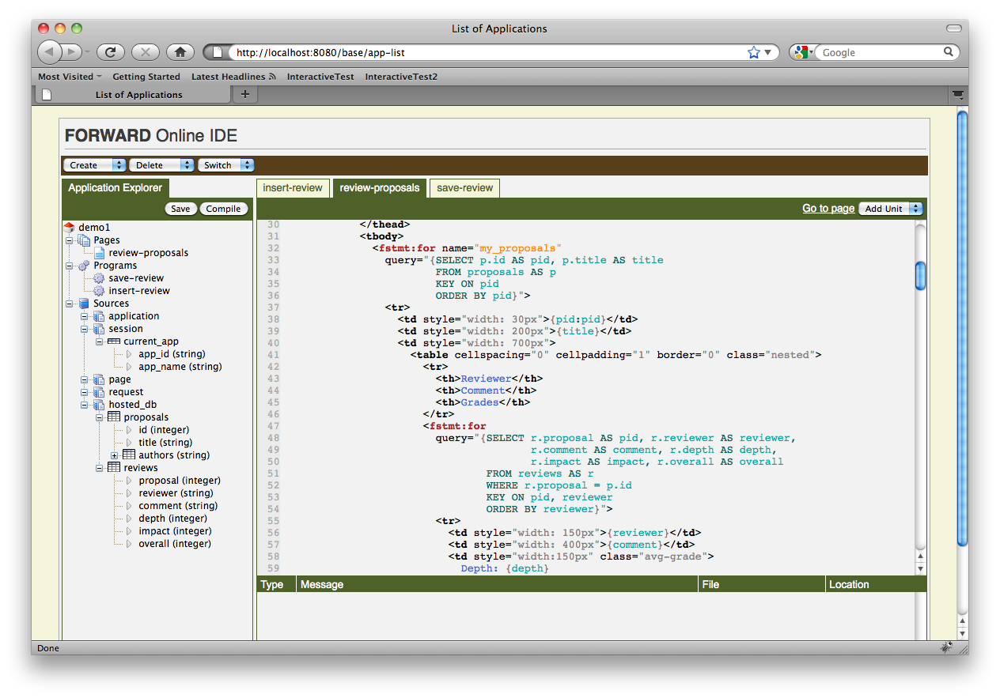 List of Applications
http://localhost:8080/base/app-list
Google
Most Visited Getting Started Latest Headlines InteractiveTest InteractiveTest2
List of Applications
FORWARD Online IDE
Create Delete Switch
Application Explorer
Save Compile
demo1
Pages
review-proposals
Programs
save-review
insert-review
Sources
application
session
current_app
app_id (string)
app_name (string)
page
request
hosted_db
proposals
id (integer)
title (string)
authors (string)
reviews
proposal (integer)
reviewer (string)
comment (string)
depth (integer)
impact (integer)
overall (integer)
insert-review review-proposals save-review
Go to page Add Unit
30 </thead>
31 <tbody>
32 <fstmt:for name="my_proposals"
33 query="{SELECT p.id AS pid, p.title AS title
34 FROM proposals AS p
35 KEY ON pid
36 ORDER BY pid}">
37 <tr>
38 <td style="width: 30px">{pid:pid}</td>
39 <td style="width: 200px">{title}</td>
40 <td style="width: 700px">
41 <table cellspacing="0" cellpadding="1" border="0" class="nested">
42 <tr>
43 <th>Reviewer</th>
44 <th>Comment</th>
45 <th>Grades</th>
46 </tr>
47 <fstmt:for
48 query="{SELECT r.proposal AS pid, r.reviewer AS reviewer,
49 r.comment AS comment, r.depth AS depth,
50 r.impact AS impact, r.overall AS overall
51 FROM reviews AS r
52 WHERE r.proposal = p.id
53 KEY ON pid, reviewer
54 ORDER BY reviewer}">
55 <tr>
56 <td style="width: 150px">{reviewer}</td>
57 <td style="width: 400px">{comment}</td>
58 <td style="width:150px" class="avg-grade">
59 Depth: {depth}
Type Message File Location
Done